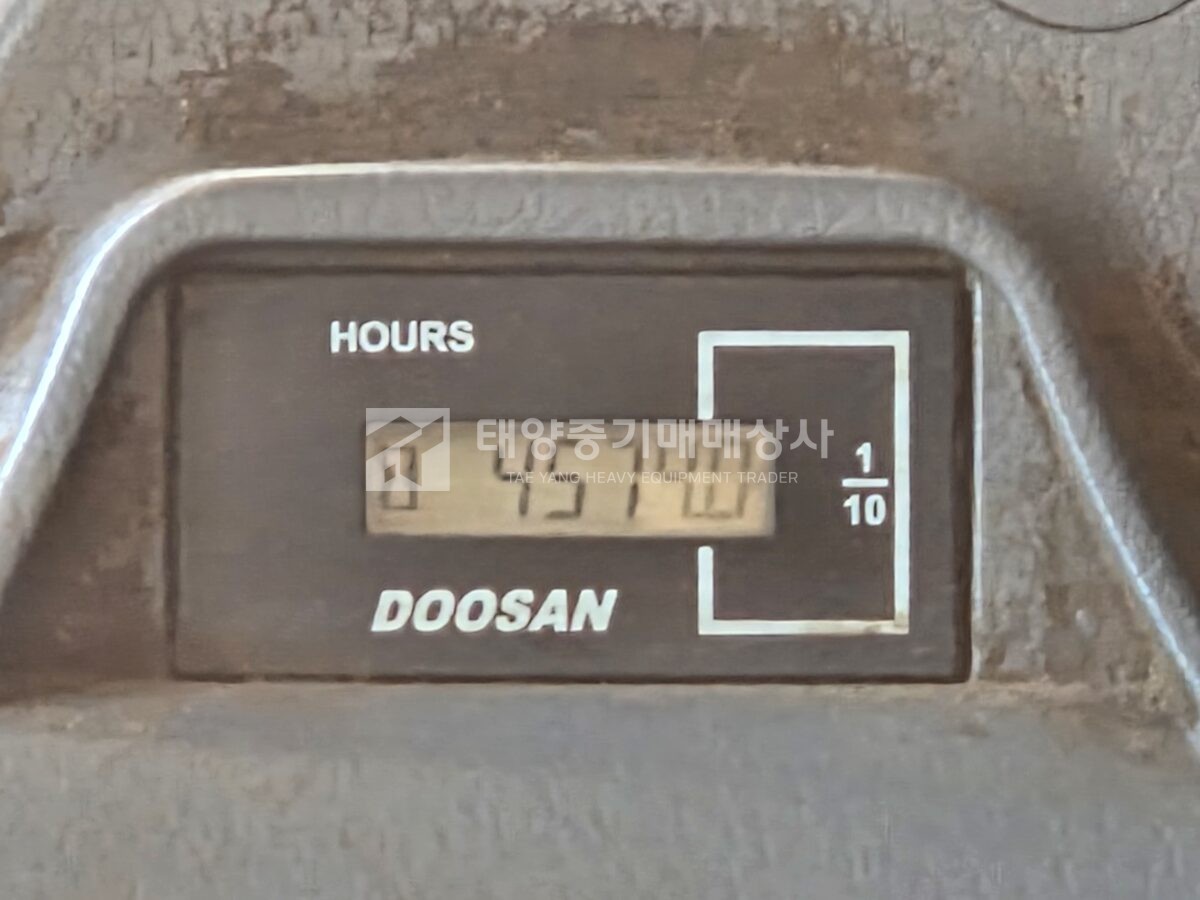 HOURS
태양중기매매상사
TAE YANG HEAVY EQUIPMENT TRADER
1
10
DOOSAN